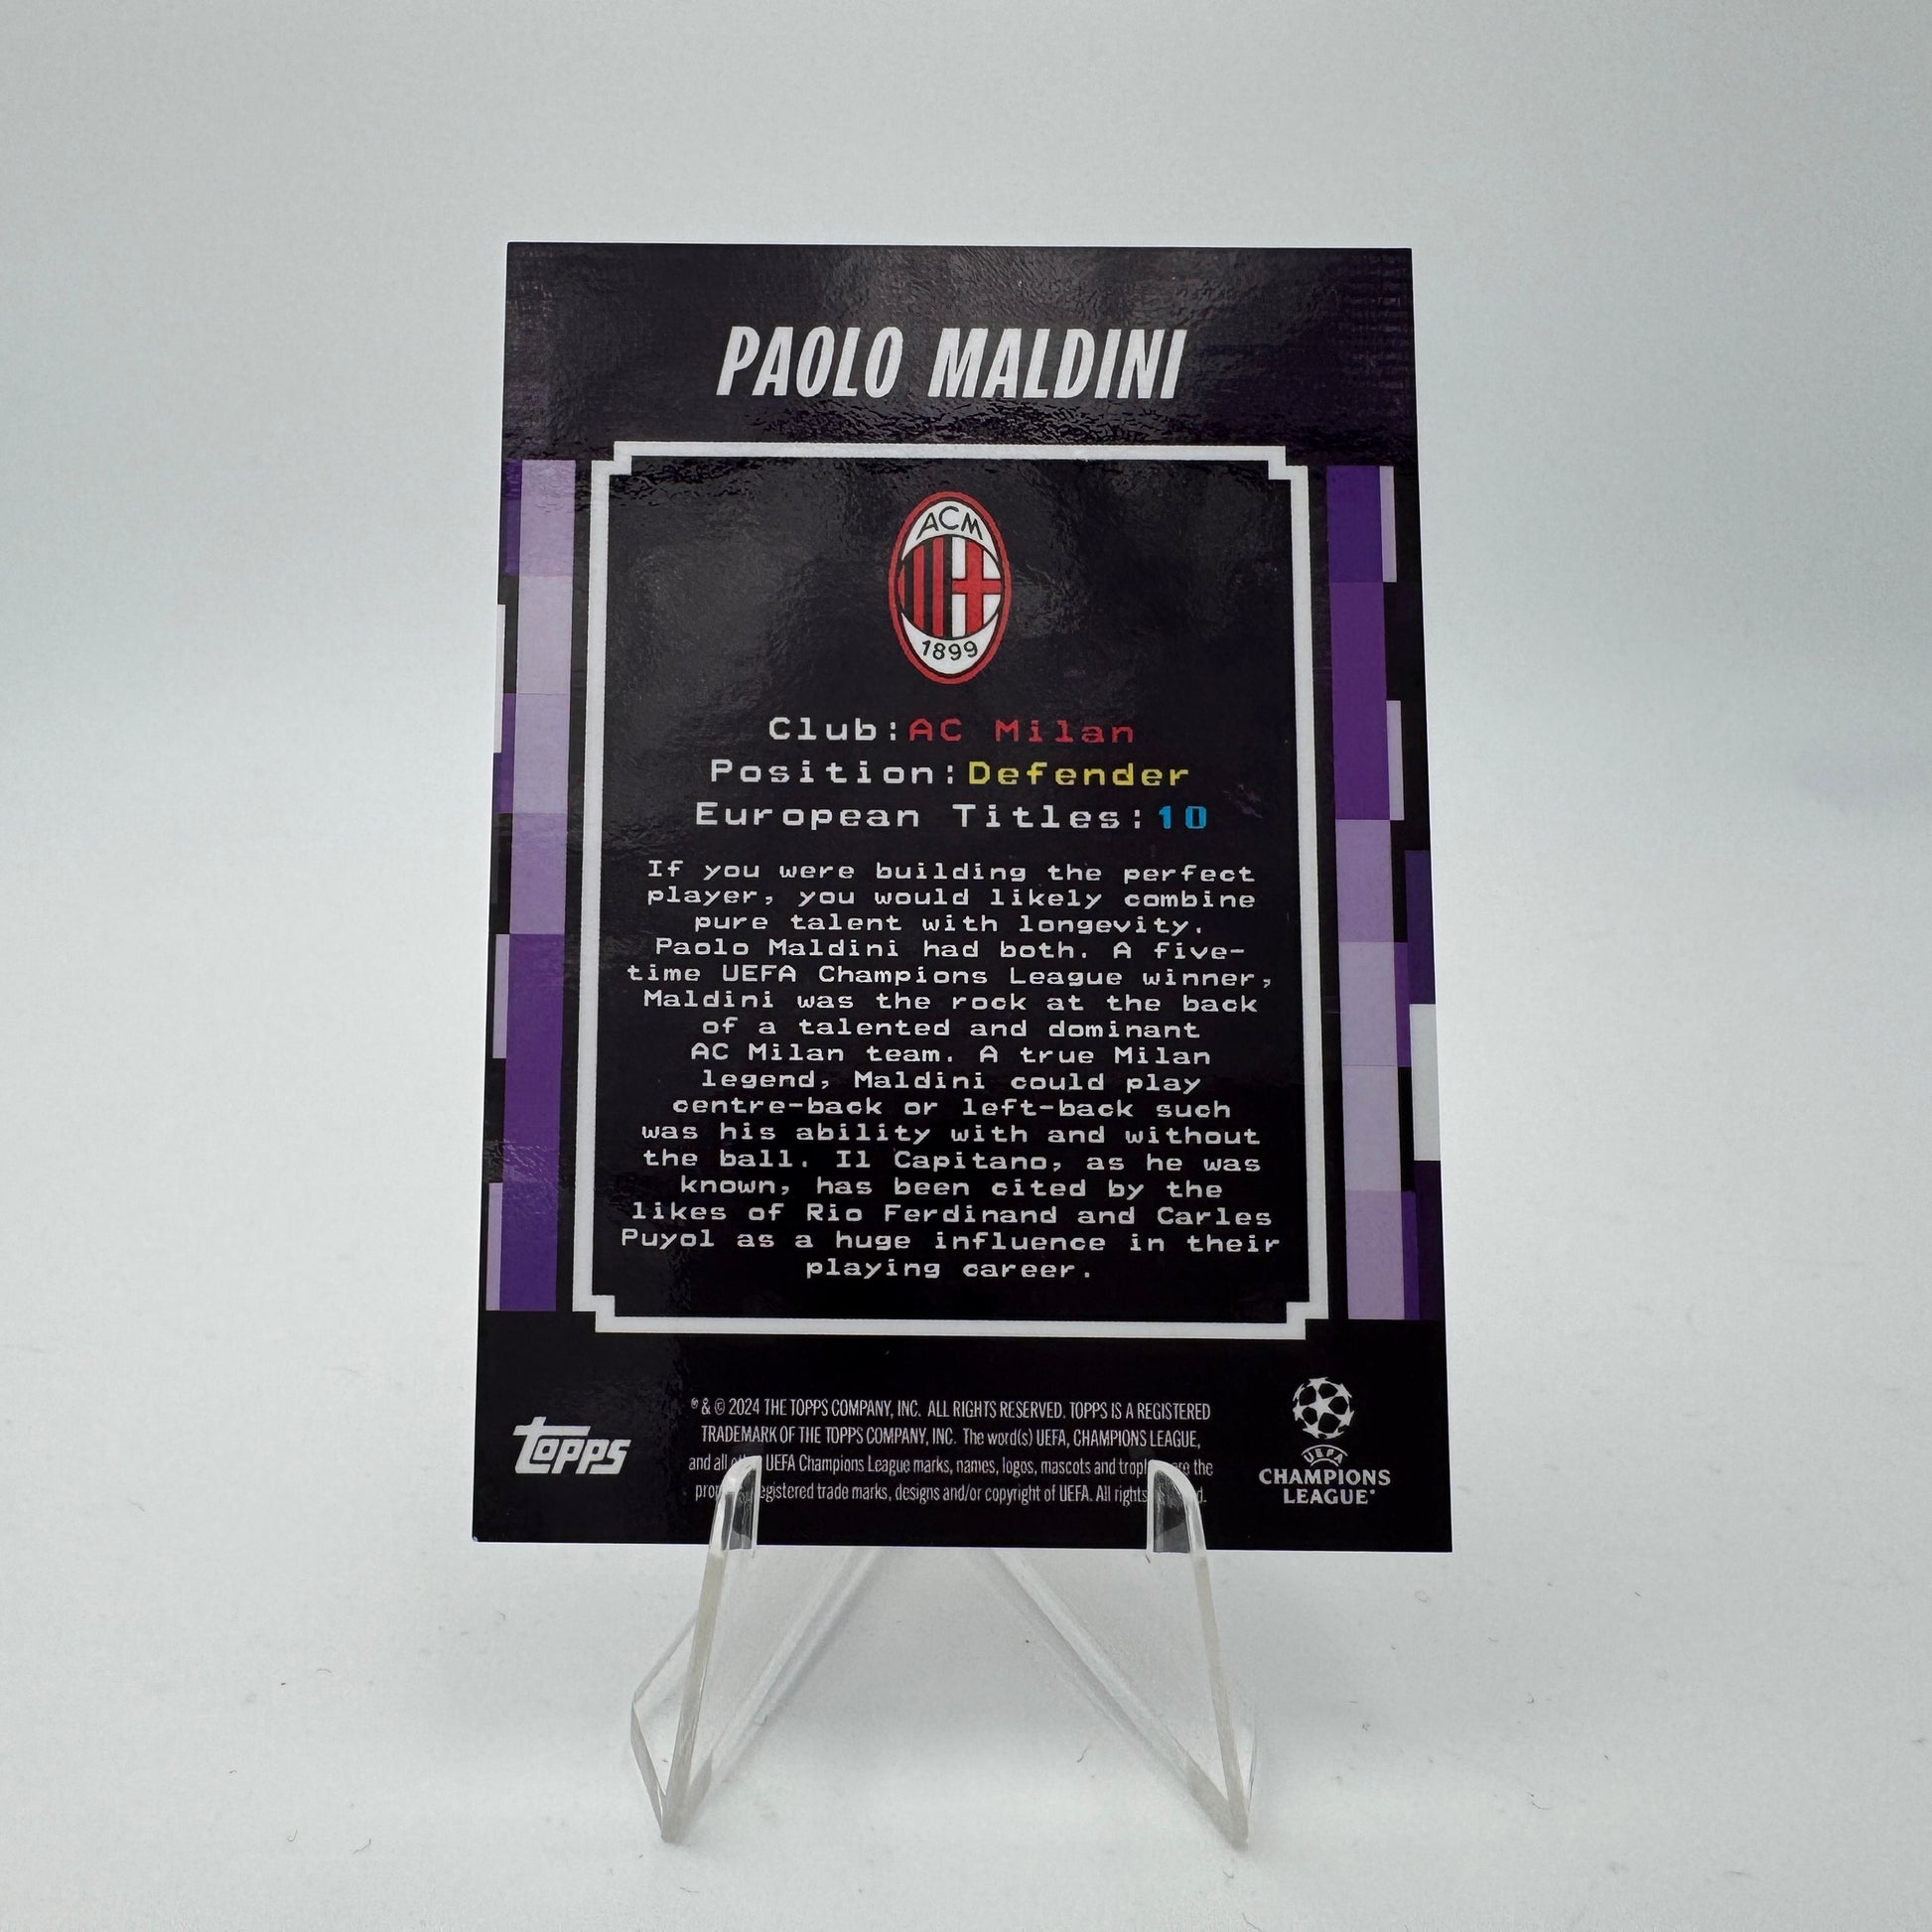 PAOLO MALDINI
ACM
1899
Club:AC Milan
Position:Defender
European Titles:10
If you were building the perfect
player, you would likely combine
pure talent with longevity.
Paolo Maldini had both. A five-
time UEFA Champions League winner,
Maldini was the rock at the back
of a talented and dominant
AC Milan team. A true Milan
legend, Maldini could play
centre-back or left-back such
was his ability with and without
the ball. Il Capitano, as he was
known, has been cited by the
likes of Rio Ferdinand and Carles
Puyol as a huge influence in their
playing career.
topps
® & © 2024 THE TOPPS COMPANY, INC. ALL RIGHTS RESERVED. TOPPS IS A REGISTERED
TRADEMARK OF THE TOPPS COMPANY, INC. The word(s) UEFA, CHAMPIONS LEAGUE,
and all UEFA Champions League marks, names, logos, mascots and the
trade marks, designs and/or copyright of UEFA. All rights
UEFA
CHAMPIONS
LEAGUE®